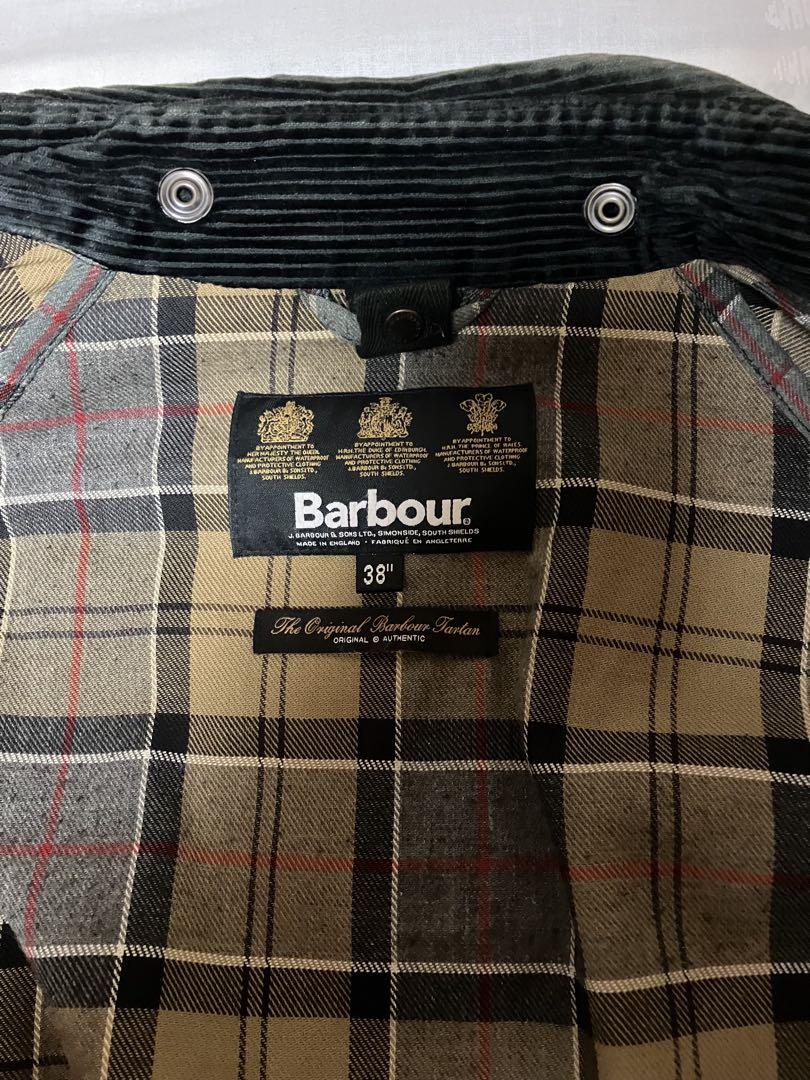 BY APPOINTMENT TO
HER MAJESTY THE QUEEN
MANUFACTURERS OF WATERPROOF
AND PROTECTIVE CLOTHING
J.BARBOUR & SONS LTD,
SOUTH SHIELDS
BY APPOINTMENT TO
H.R.H. THE DUKE OF EDINBURGH
MANUFACTURERS OF WATERPROOF
AND PROTECTIVE CLOTHING
J.BARBOUR & SONS LTD,
SOUTH SHIELDS
BY APPOINTMENT TO
H.R.H. THE PRINCE OF WALES
MANUFACTURERS OF WATERPROOF
AND PROTECTIVE CLOTHING
J.BARBOUR & SONS LTD,
SOUTH SHIELDS
Barbour®
J. BARBOUR & SONS LTD., SIMONSIDE, SOUTH SHIELDS
MADE IN ENGLAND • FABRIQUÉ EN ANGLETERRE
38"
The Original Barbour Tartan
ORIGINAL © AUTHENTIC